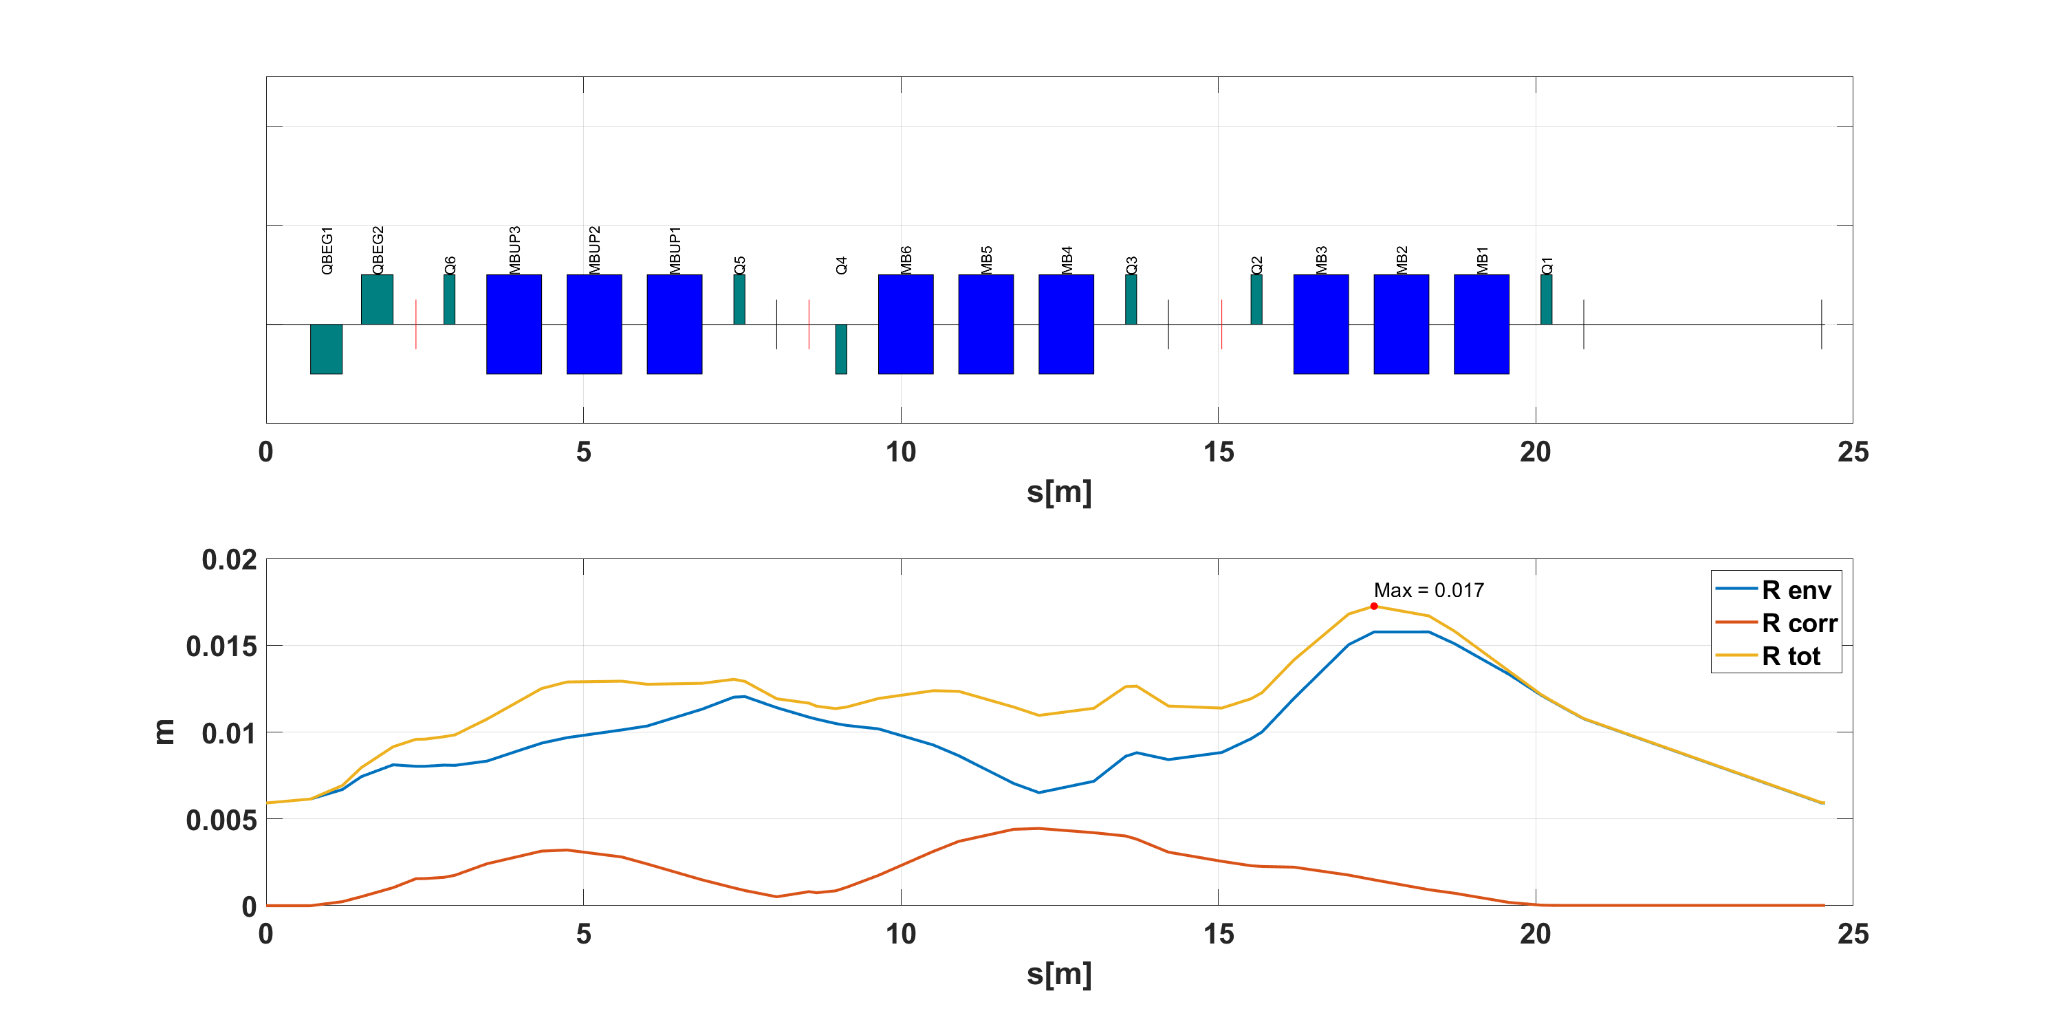 QBEG1
QBEG2
Q6
MBUP3
MBUP2
MBUP1
Q5
Q4
MB6
MB5
MB4
Q3
Q2
MB3
MB2
MB1
Q1
0 5 10 15 20 25
s[m]
0.02
0.015
0.01
0.005
0
m
Max = 0.017
R env
R corr
R tot
0 5 10 15 20 25
s[m]